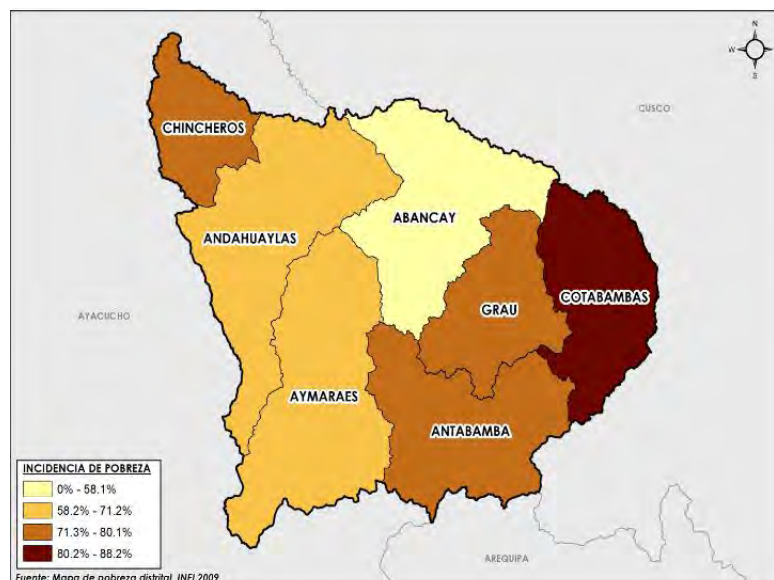 N
W
E
S
CUSCO
CHINCHEROS
ABANCAY
ANDAHUAYLAS
COTABAMBAS
GRAU
AYACUCHO
AYMARAES
ANTABAMBA
INCIDENCIA DE POBREZA
0% - 58.1%
58.2% - 71.2%
71.3% - 80.1%
80.2% - 88.2%
AREQUIPA
Fuente: Mapa de pobreza distrital, INEI 2009